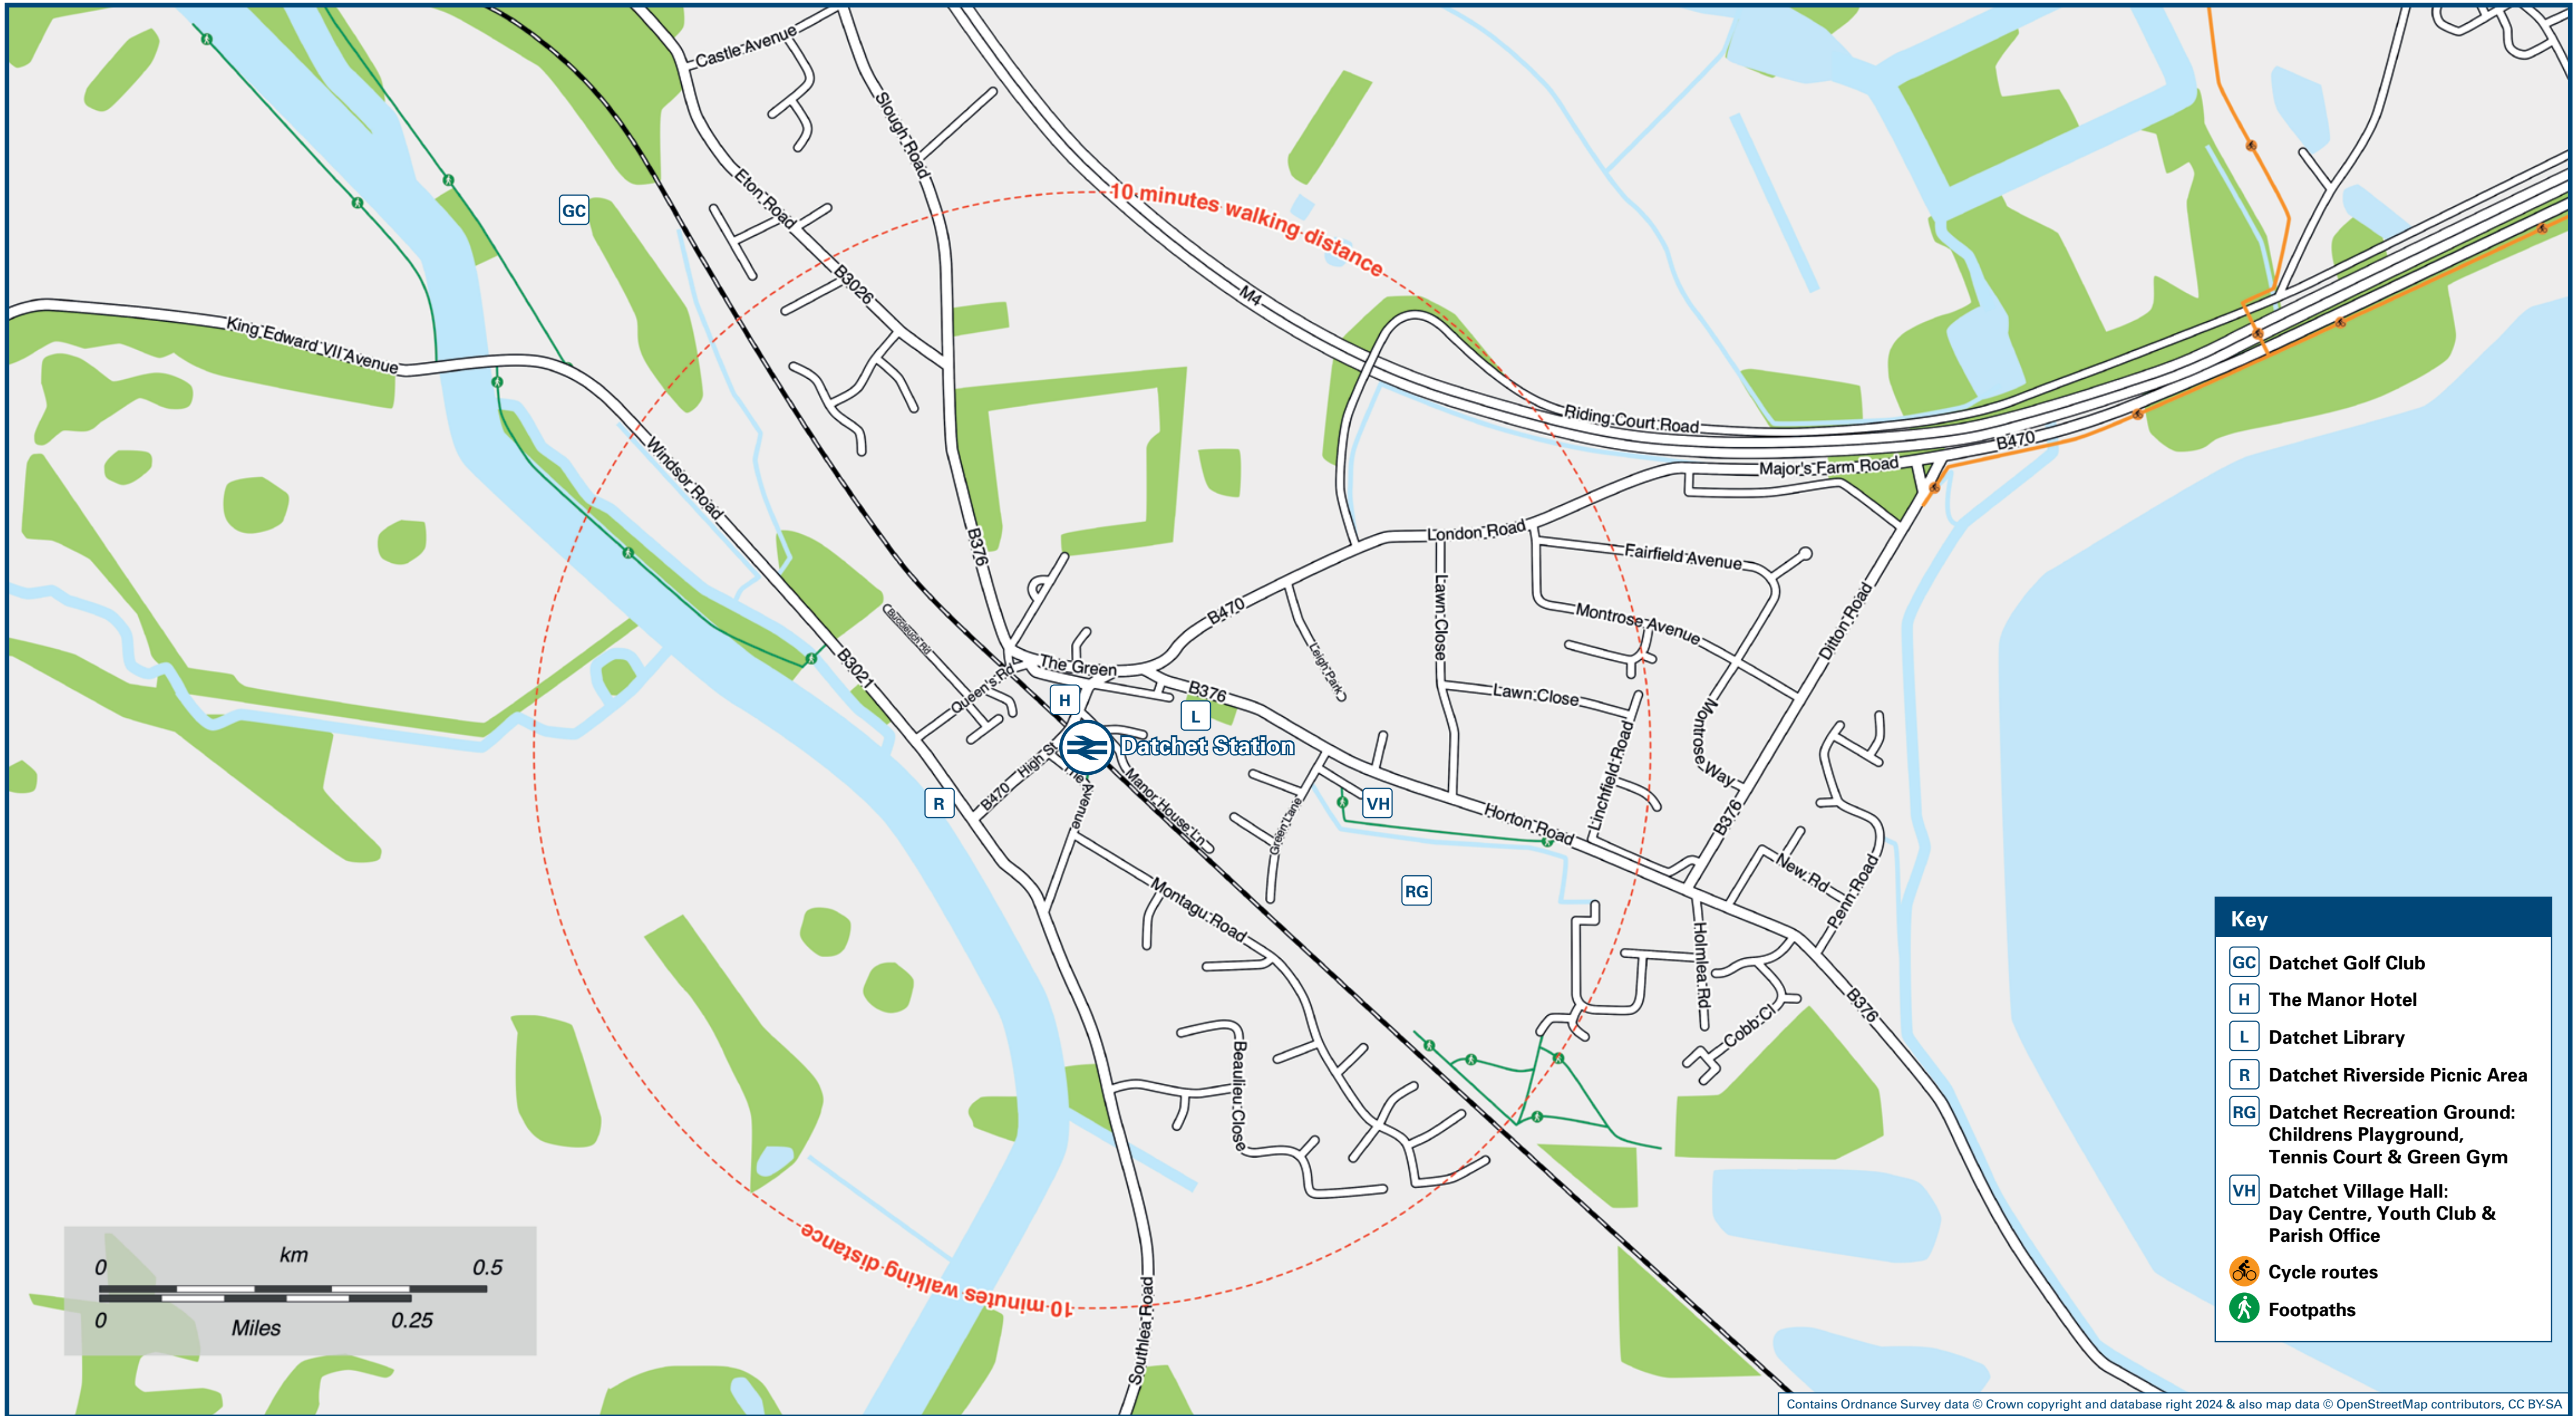 Castle Avenue
Slough Road
Eton Road
GC
10 minutes walking distance
B3026
M4
King Edward VII Avenue
Riding Court Road
B470
Major's Farm Road
Windsor Road
B376
London Road
Fairfield Avenue
Lawn Close
B470
Montrose Avenue
Ditton Road
Buccleuch Rd
Leigh Park
The Green
B3021
Queen's Rd
H
B376
L
Lawn Close
Montrose Way
Datchet Station
Linchfield Road
High St
The Avenue
B470
R
Manor House Ln
Green Lane
VH
Horton Road
B376
New Rd
Penn Road
RG
Montagu Road
Holmlea Rd
B376
Cobb Cl
Beaulieu Close
10 minutes walking distance
Southlea Road
km
0 0.5
0 0.25
Miles
Key
GC Datchet Golf Club
H The Manor Hotel
L Datchet Library
R Datchet Riverside Picnic Area
RG Datchet Recreation Ground:
Childrens Playground,
Tennis Court & Green Gym
VH Datchet Village Hall:
Day Centre, Youth Club &
Parish Office
Cycle routes
Footpaths
Contains Ordnance Survey data © Crown copyright and database right 2024 & also map data © OpenStreetMap contributors, CC BY-SA